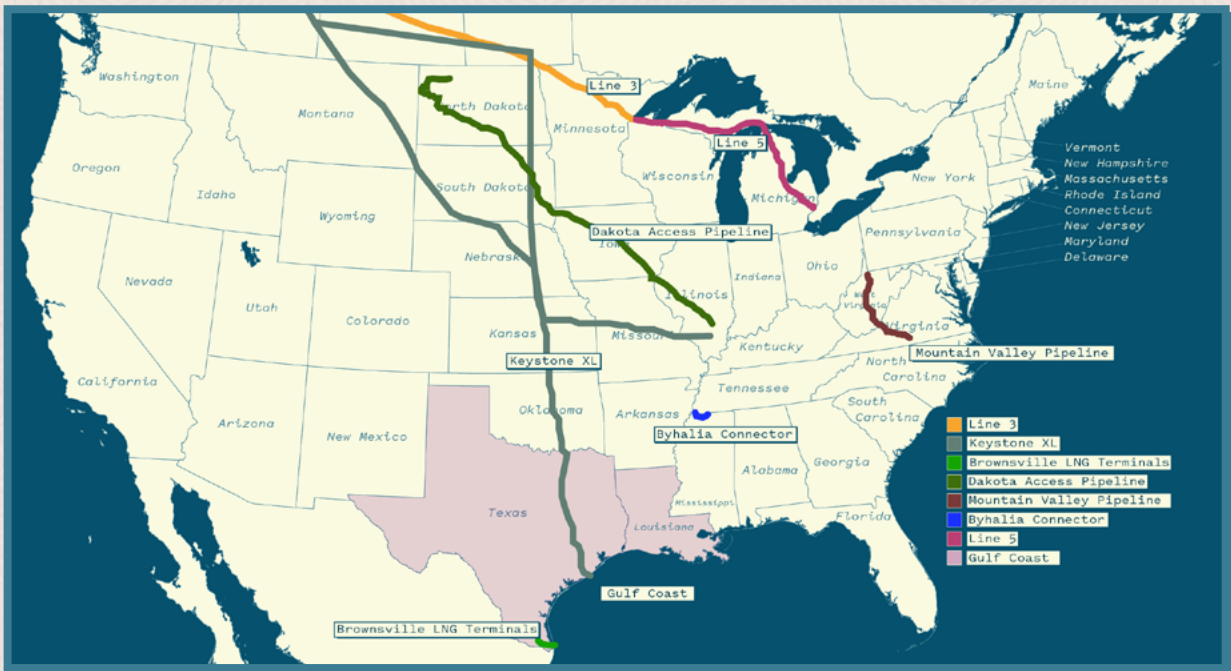 Washington
Montana
North Dakota
Minnesota
Line 3
Line 5
Maine
Vermont
New Hampshire
Massachusetts
Rhode Island
Connecticut
New Jersey
Maryland
Delaware
Oregon
Idaho
Wyoming
South Dakota
Wisconsin
Michigan
New York
Dakota Access Pipeline
Iowa
Pennsylvania
Nevada
Utah
Colorado
Nebraska
Kansas
Missouri
Illinois
Indiana
Ohio
West
Virginia
Virginia
Kentucky
Keystone XL
Mountain Valley Pipeline
California
Arizona
New Mexico
Oklahoma
Arkansas
Tennessee
North
Carolina
South
Carolina
Byhalia Connector
Mississippi
Alabama
Georgia
Texas
Louisiana
Florida
Gulf Coast
Brownsville LNG Terminals
Line 3
Keystone XL
Brownsville LNG Terminals
Dakota Access Pipeline
Mountain Valley Pipeline
Byhalia Connector
Line 5
Gulf Coast